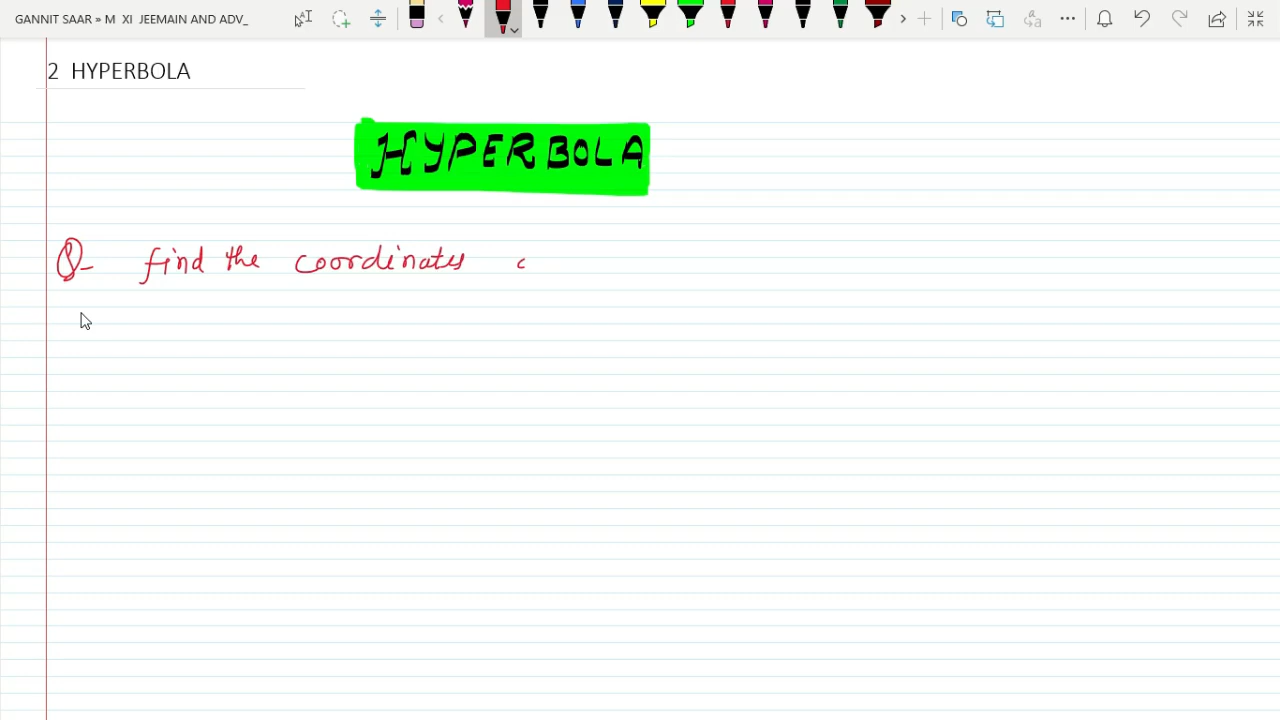 GANNIT SAAR » M XI JEEMAIN AND ADV_
2 HYPERBOLA
HYPERBOLA
Q- find the coordinates